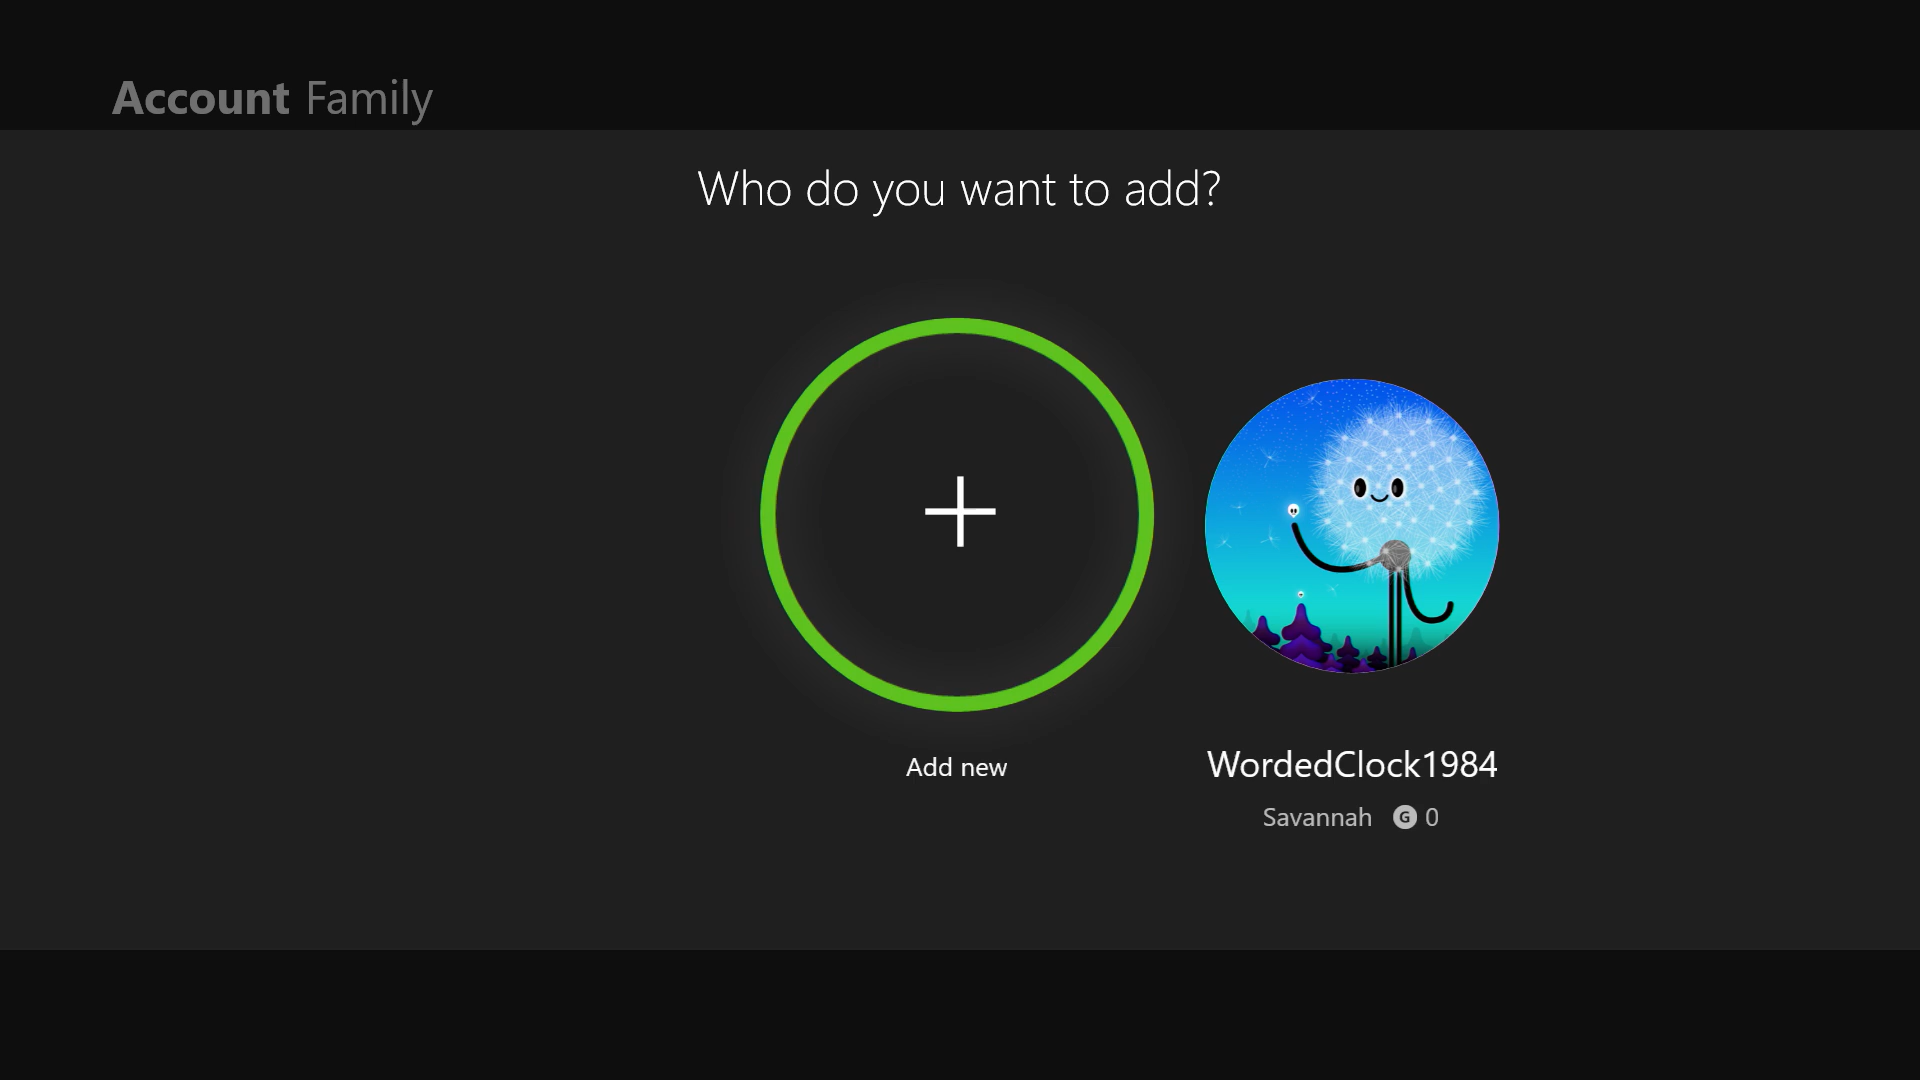 Account Family
Who do you want to add?
Add new
WordedClock1984
Savannah G 0